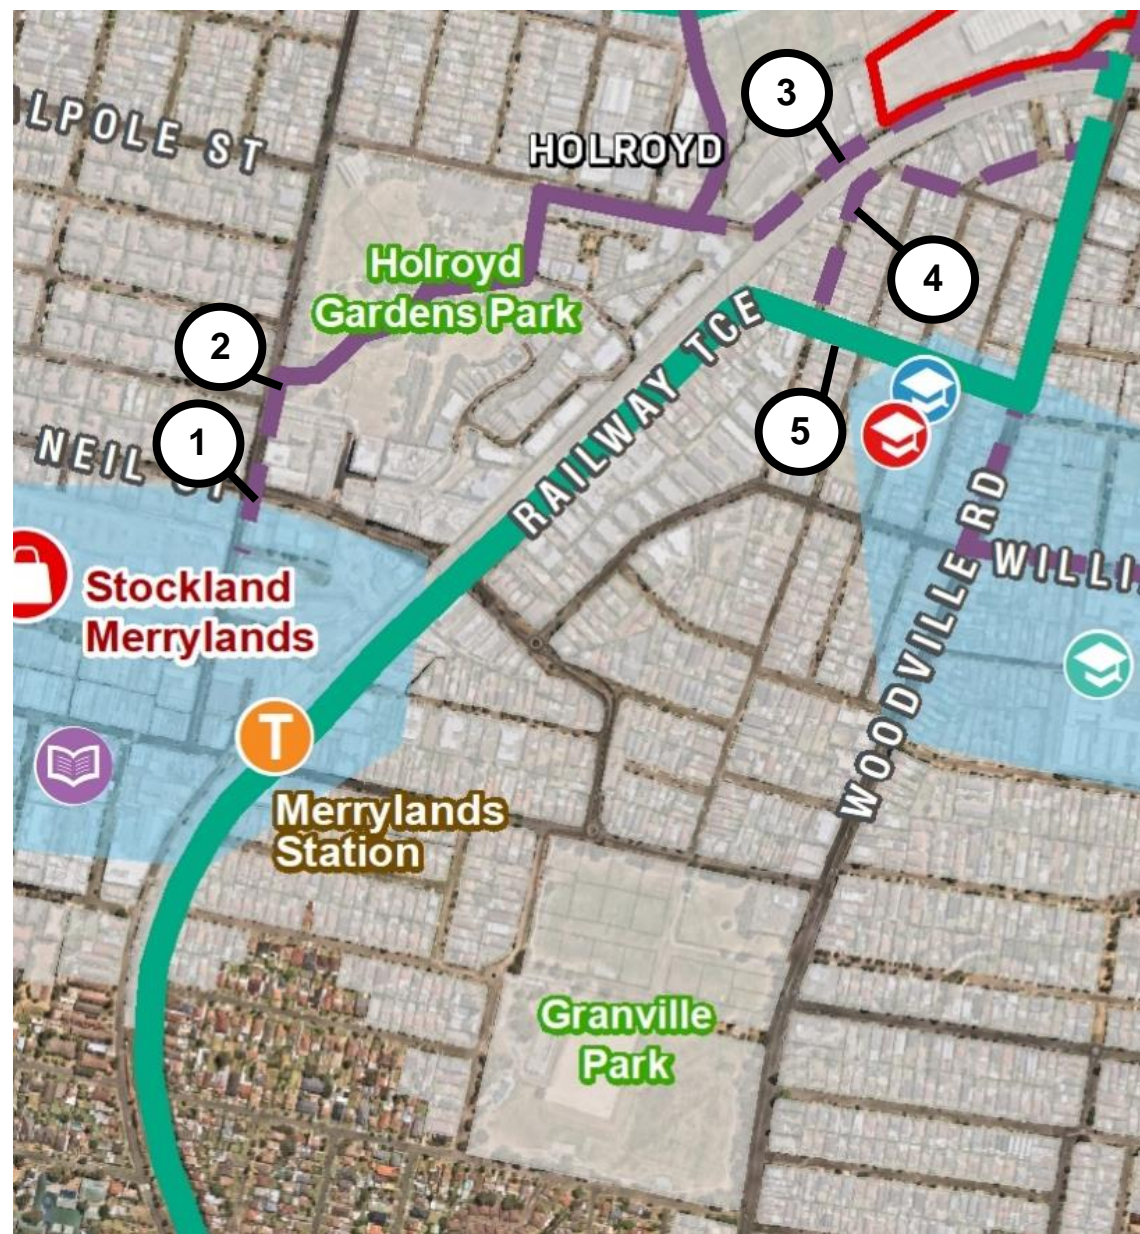 3
LPOLE ST
HOLROYD
Holroyd
Gardens Park
4
2
RAILWAY TCE
5
1
NEIL ST
WOODVILLE RD
WILLI
Stockland
Merrylands
T
Merrylands
Station
Granville
Park